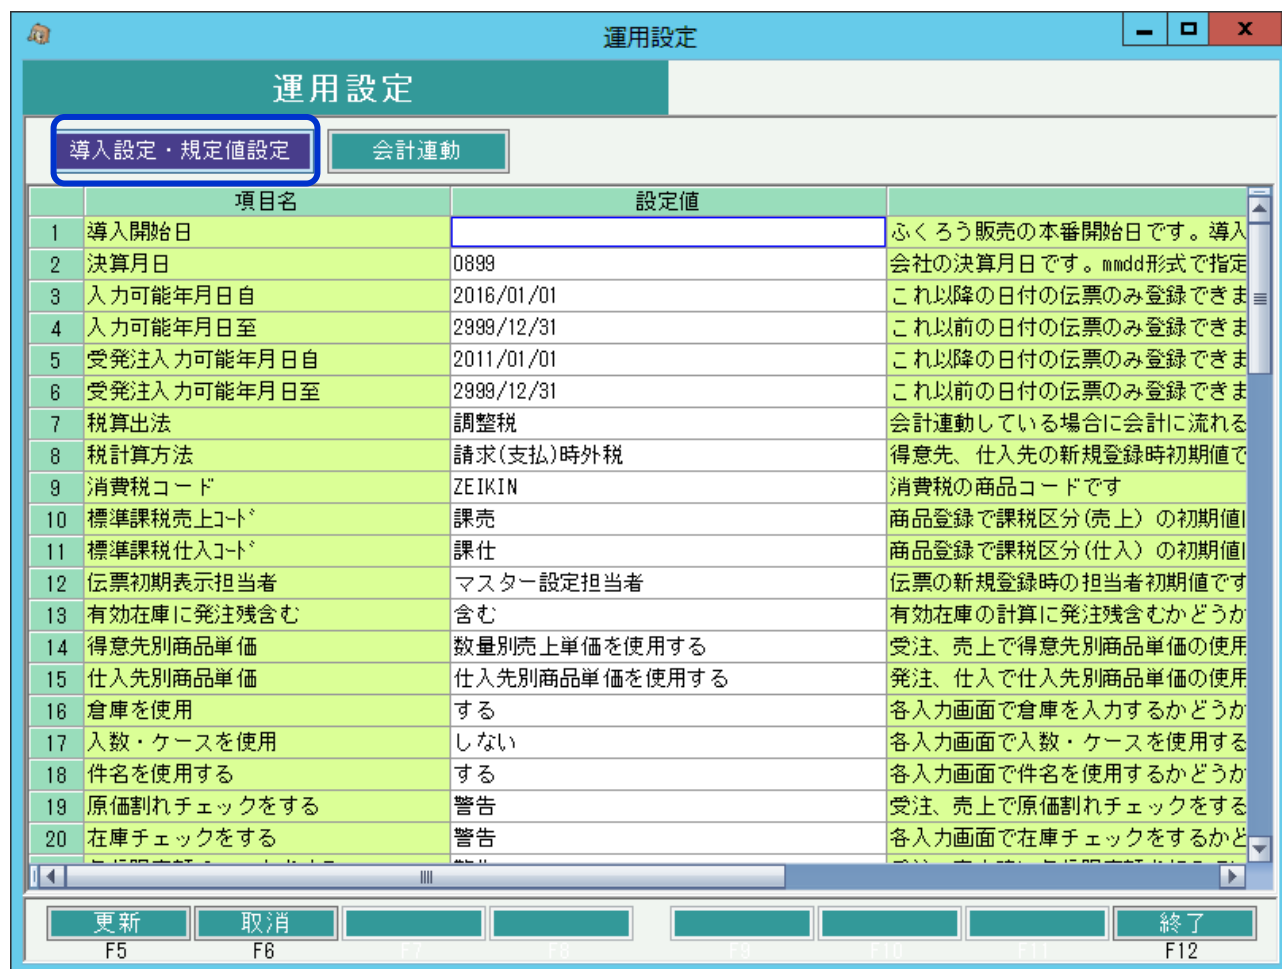 運用設定
運用設定
導入設定・規定値設定 会計連動
項目名 設定値
1 導入開始日 ふくろう販売の本番開始日です。導入
2 決算月日 0899 会社の決算月日です。mmdd形式で指定
3 入力可能年月日自 2016/01/01 これ以降の日付の伝票のみ登録できま
4 入力可能年月日至 2999/12/31 これ以前の日付の伝票のみ登録できま
5 受発注入力可能年月日自 2011/01/01 これ以降の日付の伝票のみ登録できま
6 受発注入力可能年月日至 2999/12/31 これ以前の日付の伝票のみ登録できま
7 税算出法 調整税 会計連動している場合に会計に流れる
8 税計算方法 請求(支払)時外税 得意先、仕入先の新規登録時初期値で
9 消費税コード ZEIKIN 消費税の商品コードです
10 標準課税売上ｺｰﾄﾞ 課売 商品登録で課税区分(売上) の初期値
11 標準課税仕入ｺｰﾄﾞ 課仕 商品登録で課税区分(仕入) の初期値
12 伝票初期表示担当者 マスター設定担当者 伝票の新規登録時の担当者初期値です
13 有効在庫に発注残含む 含む 有効在庫の計算に発注残含むかどうか
14 得意先別商品単価 数量別売上単価を使用する 受注、売上で得意先別商品単価の使用
15 仕入先別商品単価 仕入先別商品単価を使用する 発注、仕入で仕入先別商品単価の使用
16 倉庫を使用 する 各入力画面で倉庫を入力するかどうか
17 入数・ケースを使用 しない 各入力画面で入数・ケースを使用する
18 件名を使用する する 各入力画面で件名を使用するかどうか
19 原価割れチェックをする 警告 受注、売上で原価割れチェックをする
20 在庫チェックをする 警告 各入力画面で在庫チェックをするかど
更新 取消 終了
F5 F6 F7 F8 F9 F10 F11 F12